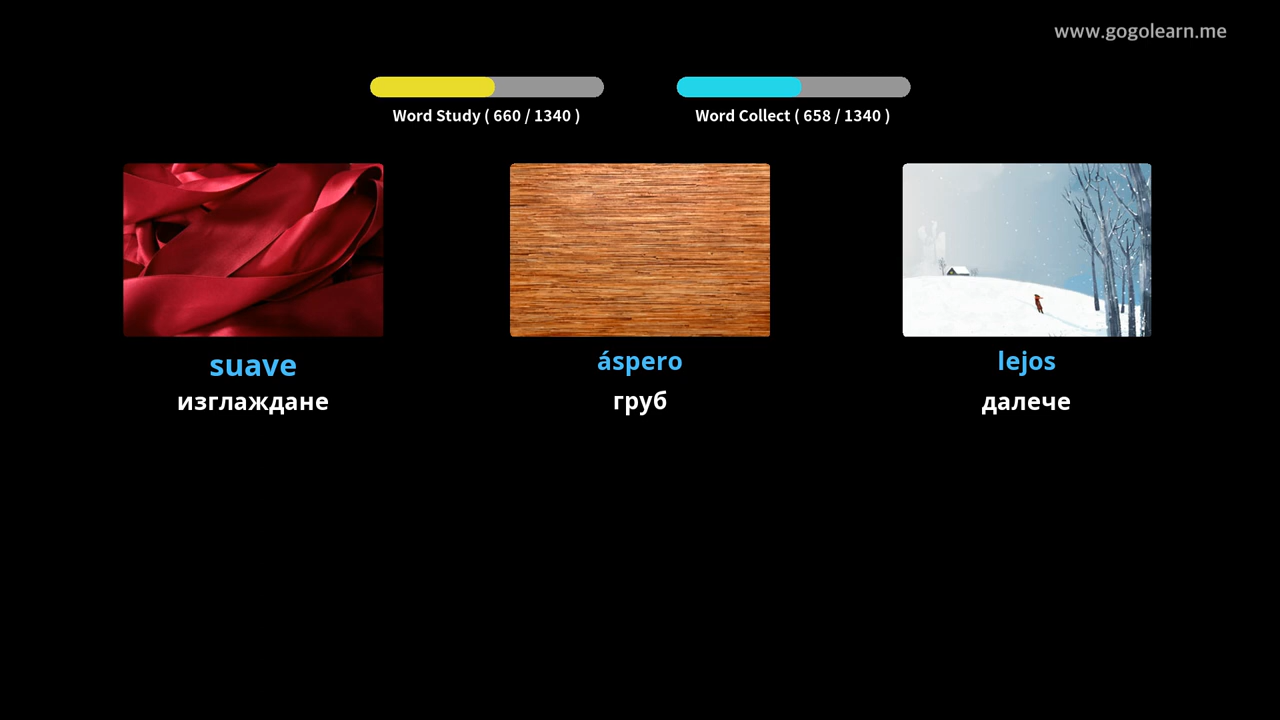 www.gogolearn.me
Word Study ( 660 / 1340 )
Word Collect ( 658 / 1340 )
suave
áspero
lejos
изглаждане
груб
далече